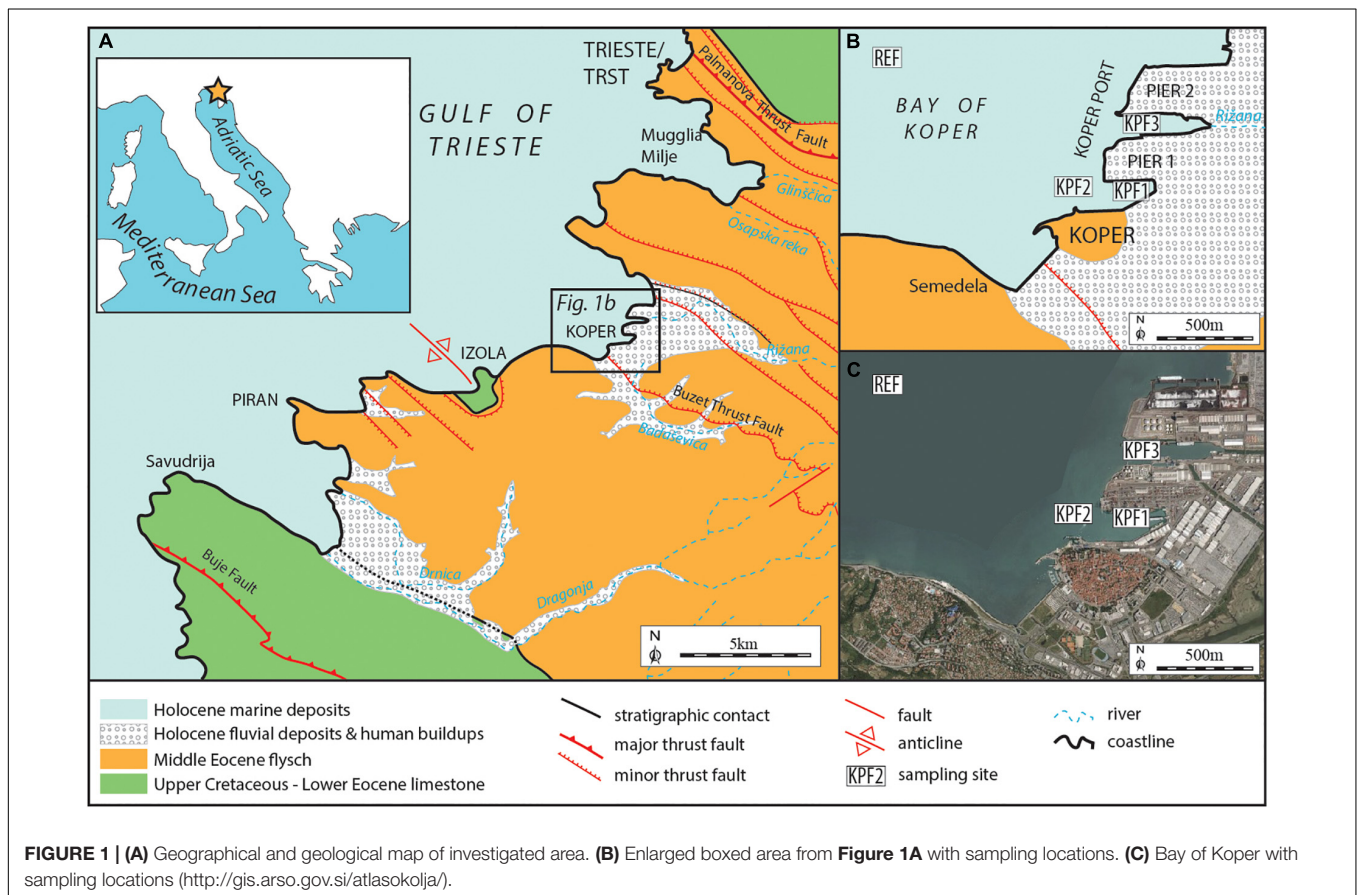 A
TRIESTE/
TRST
GULF OF
TRIESTE
Palmanova Thrust Fault
Mugglia
Milje
Glinščica
Osapska reka
Adriatic Sea
Mediterranean Sea
Fig. 1b
KOPER
Rižana
IZOLA
PIRAN
Buzet Thrust Fault
Badaševica
Savudrija
Buje Fault
Drnica
Dragonja
N
5km
B
REF
BAY OF
KOPER
KOPER PORT
PIER 2
KPF3
Rižana
PIER 1
KPF2
KPF1
KOPER
Semedela
N
500m
C
REF
KPF3
KPF2
KPF1
N
500m
Holocene marine deposits
Holocene fluvial deposits & human buildups
Middle Eocene flysch
Upper Cretaceous - Lower Eocene limestone
stratigraphic contact
major thrust fault
minor thrust fault
fault
anticline
KPF2 sampling site
river
coastline
FIGURE 1 | (A) Geographical and geological map of investigated area. (B) Enlarged boxed area from Figure 1A with sampling locations. (C) Bay of Koper with
sampling locations (http://gis.arso.gov.si/atlasokolja/).